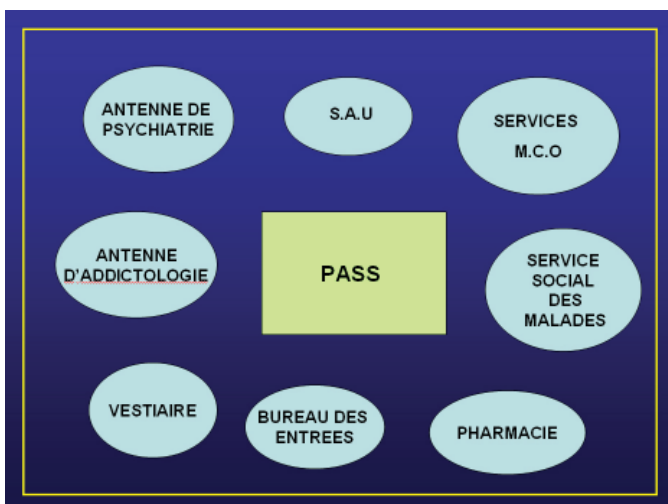 ANTENNE DE
PSYCHIATRIE
S.A.U
SERVICES
M.C.O
ANTENNE
D'ADDICTOLOGIE
PASS
SERVICE
SOCIAL
DES
MALADES
VESTIAIRE
BUREAU DES
ENTREES
PHARMACIE